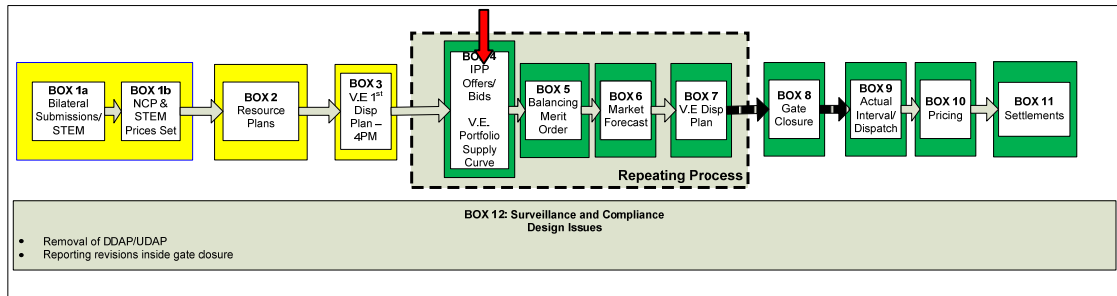 BOX 1a
Bilateral
Submissions/
STEM
BOX 1b
NCP &
STEM
Prices Set
BOX 2
Resource
Plans
BOX 3
V.E 1st
Disp
Plan –
4PM
BOX 4
IPP
Offers/
Bids
V.E.
Portfolio
Supply
Curve
BOX 5
Balancing
Merit
Order
BOX 6
Market
Forecast
BOX 7
V.E Disp
Plan
Repeating Process
BOX 8
Gate
Closure
BOX 9
Actual
Interval/
Dispatch
BOX 10
Pricing
BOX 11
Settlements
BOX 12: Surveillance and Compliance
Design Issues
• Removal of DDAP/UDAP
• Reporting revisions inside gate closure